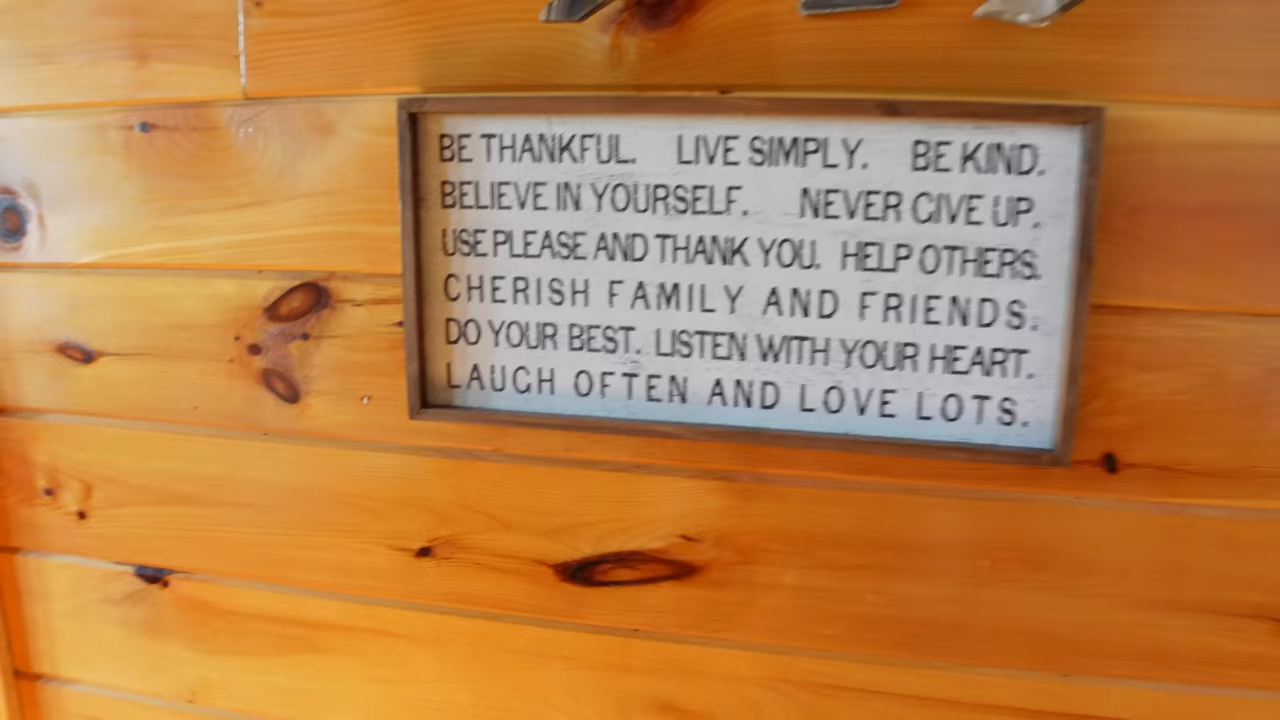 BE THANKFUL. LIVE SIMPLY. BE KIND.
BELIEVE IN YOURSELF. NEVER GIVE UP.
USE PLEASE AND THANK YOU. HELP OTHERS.
CHERISH FAMILY AND FRIENDS.
DO YOUR BEST. LISTEN WITH YOUR HEART.
LAUGH OFTEN AND LOVE LOTS.